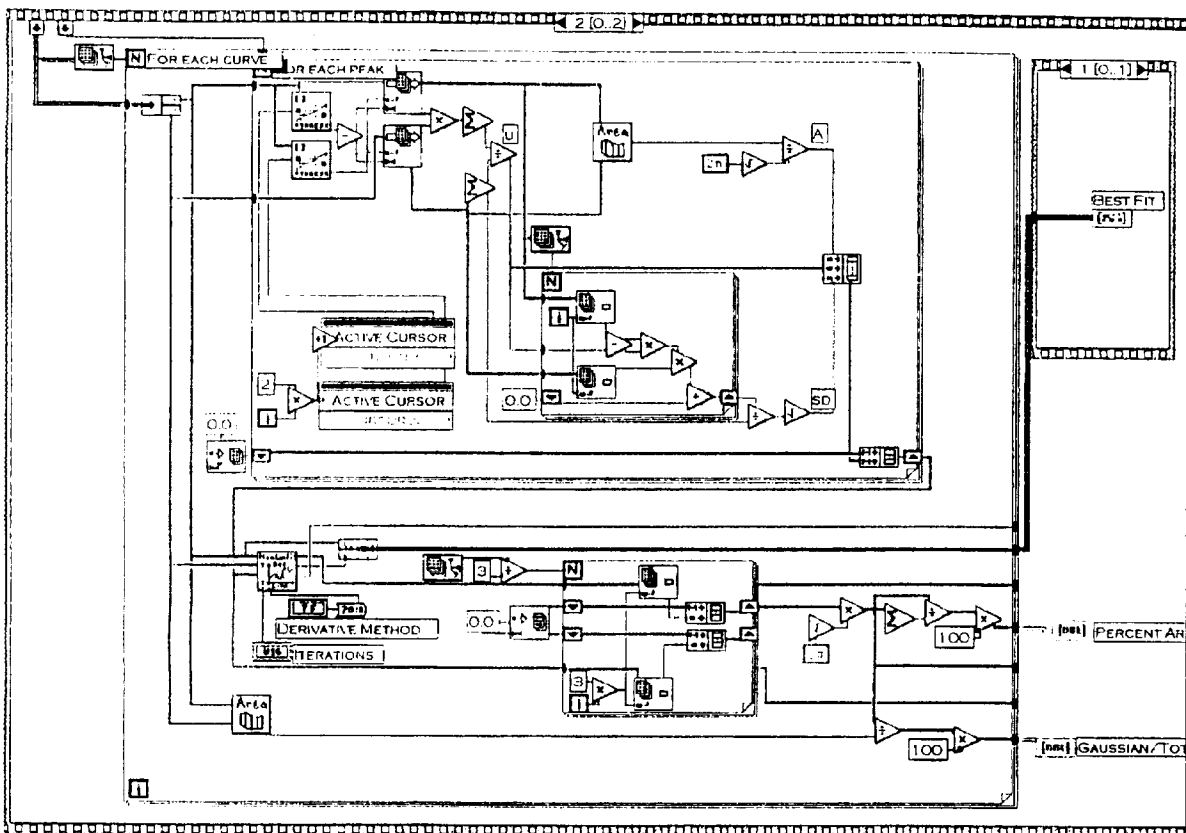 2 [0..2]
N FOR EACH CURVE
OR EACH PEAK
1 [0..1]
U
Area
A
BEST FIT
N
i
ACTIVE CURSOR
2
ACTIVE CURSOR
i
0.0
SD
0.0
3
N
DERIVATIVE METHOD
0.0
100
PERCENT AR
U16
ITERATIONS
3
i
Area
100
GAUSSIAN/TOT
i